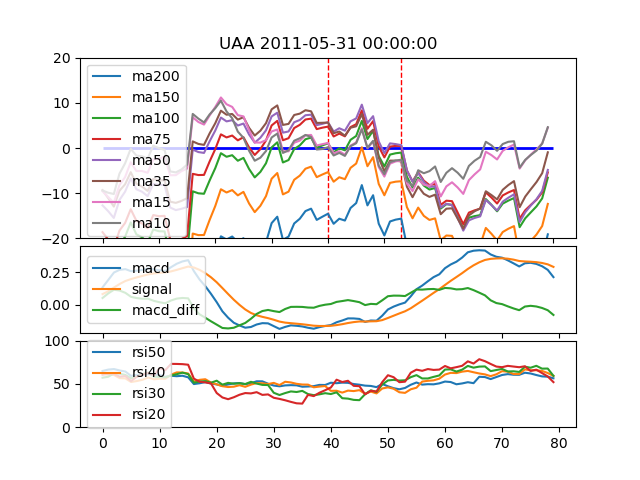 UAA 2011-05-31 00:00:00
20
10
0
−10
−20
ma200
ma150
ma100
ma75
ma50
ma35
ma15
ma10
0.25
0.00
macd
signal
macd_diff
100
50
0
rsi50
rsi40
rsi30
rsi20
0 10 20 30 40 50 60 70 80